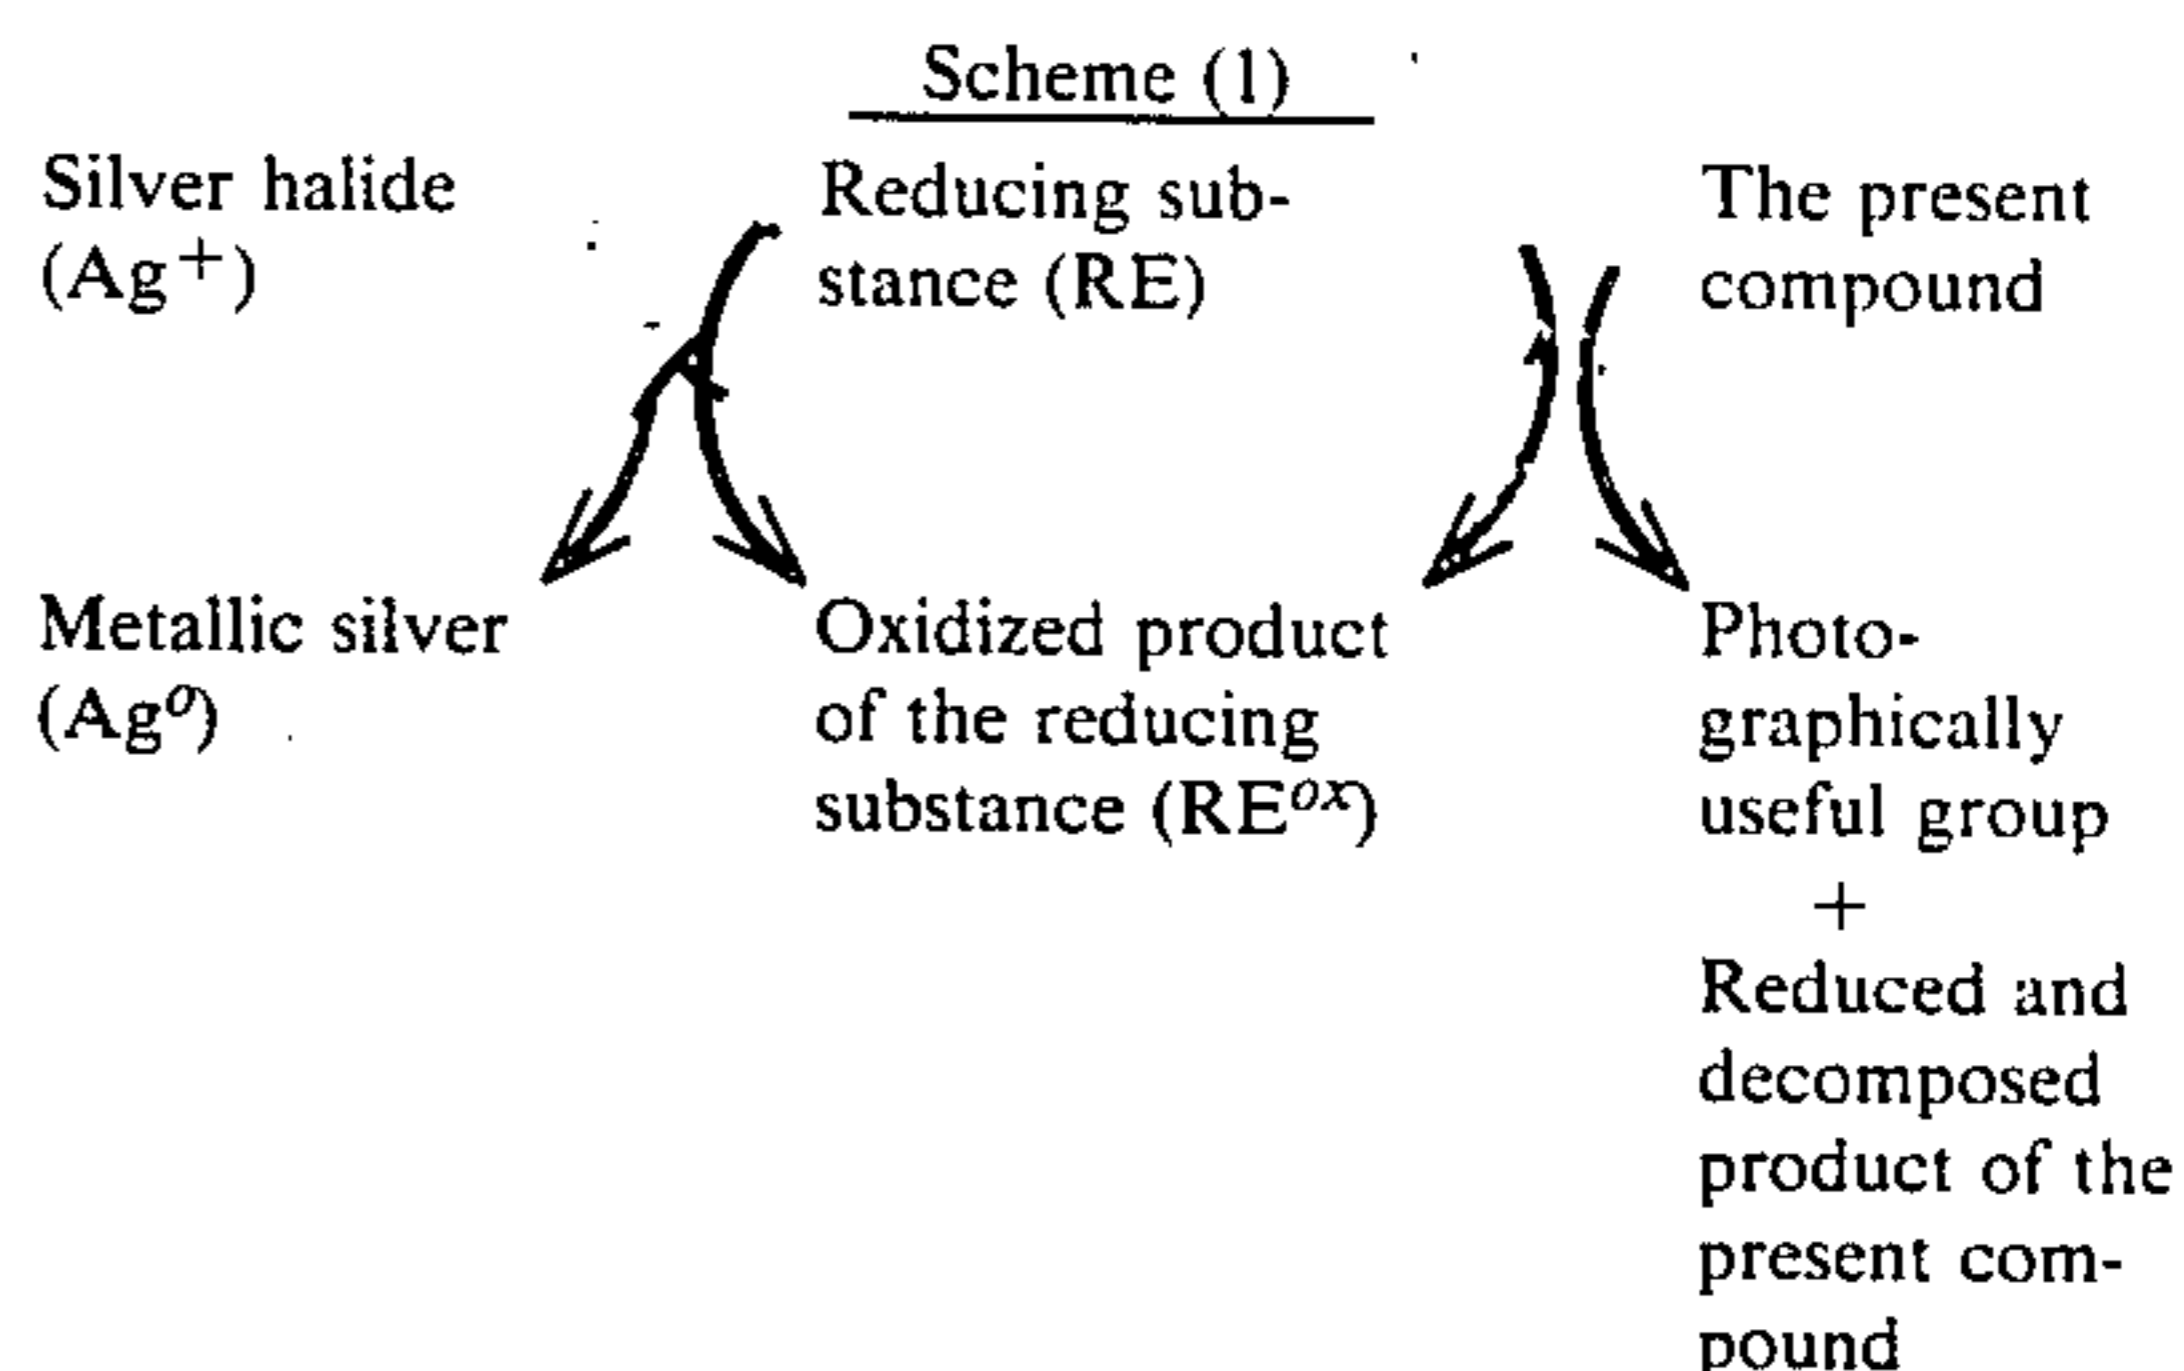 Scheme (1)
Silver halide
(Ag+)
Reducing sub-
stance (RE)
The present
compound
Metallic silver
(Ago)
Oxidized product
of the reducing
substance (REox)
Photo-
graphically
useful group
+
Reduced and
decomposed
product of the
present com-
pound